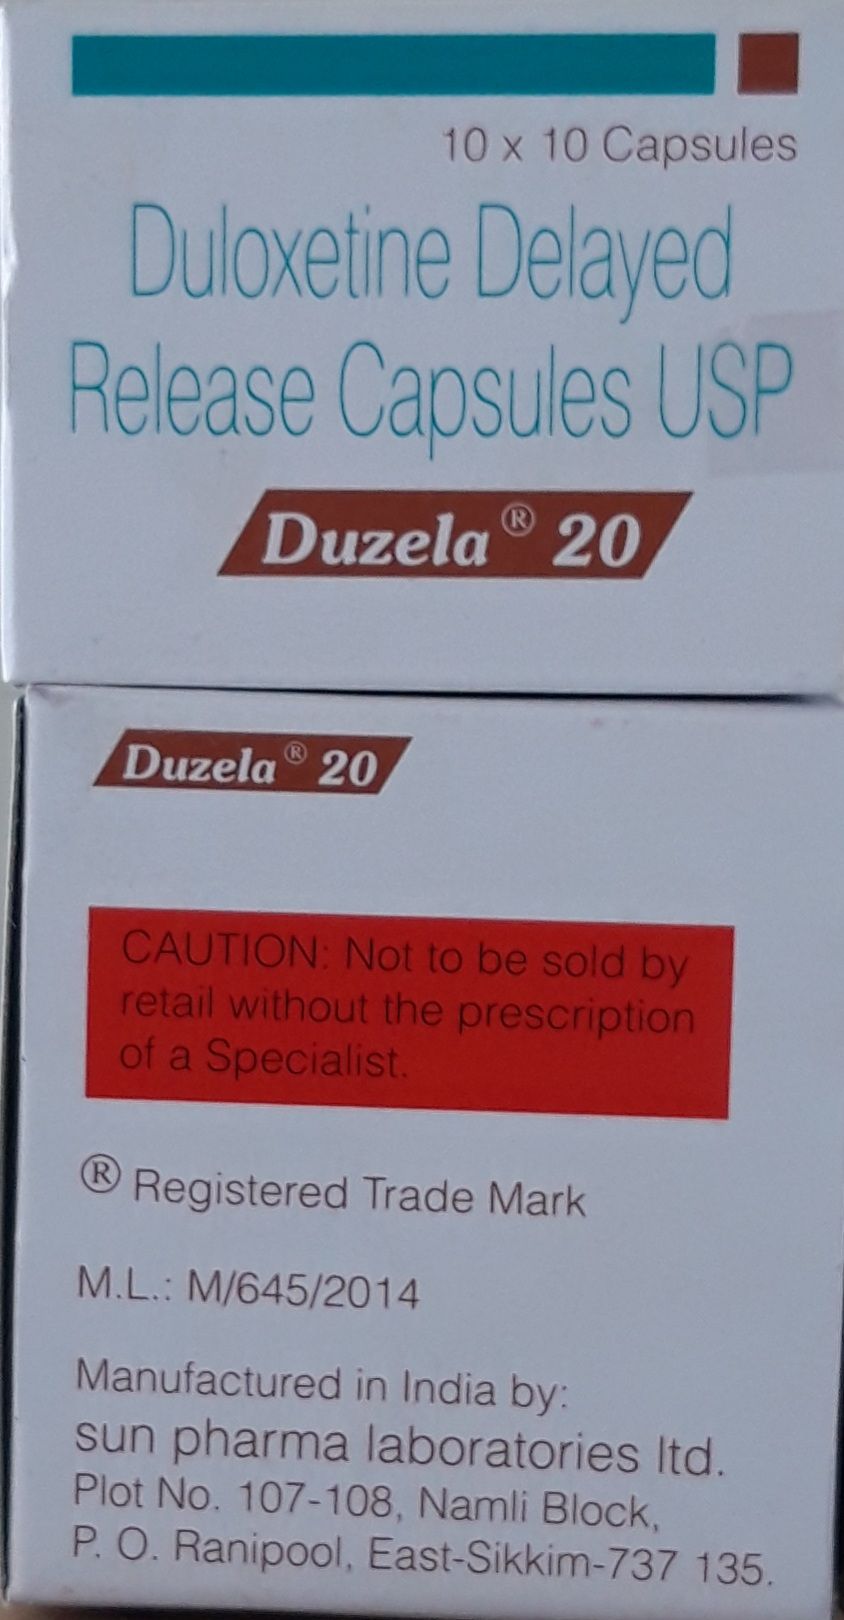 10 x 10 Capsules
Duloxetine Delayed
Release Capsules USP
Duzela® 20
Duzela® 20
CAUTION: Not to be sold by
retail without the prescription
of a Specialist.
® Registered Trade Mark
M.L.: M/645/2014
Manufactured in India by:
sun pharma laboratories ltd.
Plot No. 107-108, Namli Block,
P. O. Ranipool, East-Sikkim-737 135.